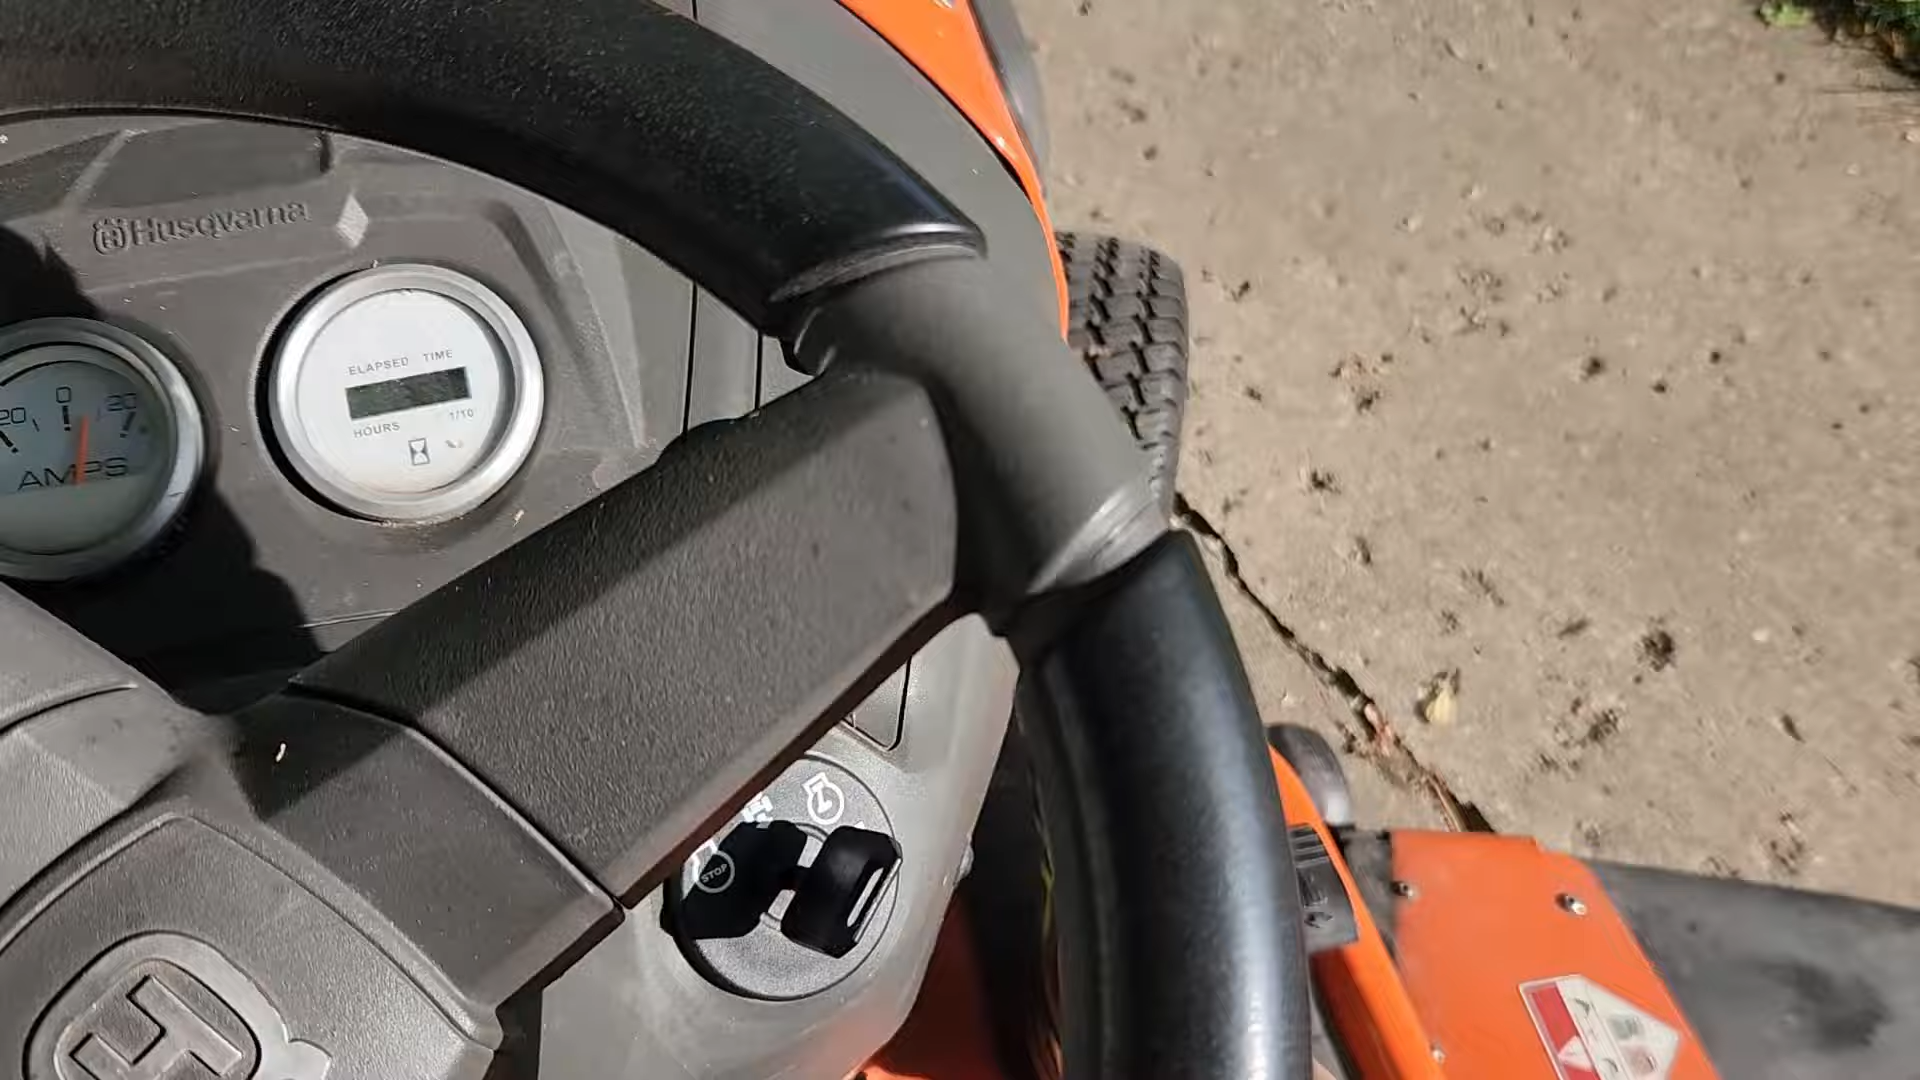 Husqvarna
ELAPSED TIME
1/10
HOURS
20 0 20
AMPS
STOP